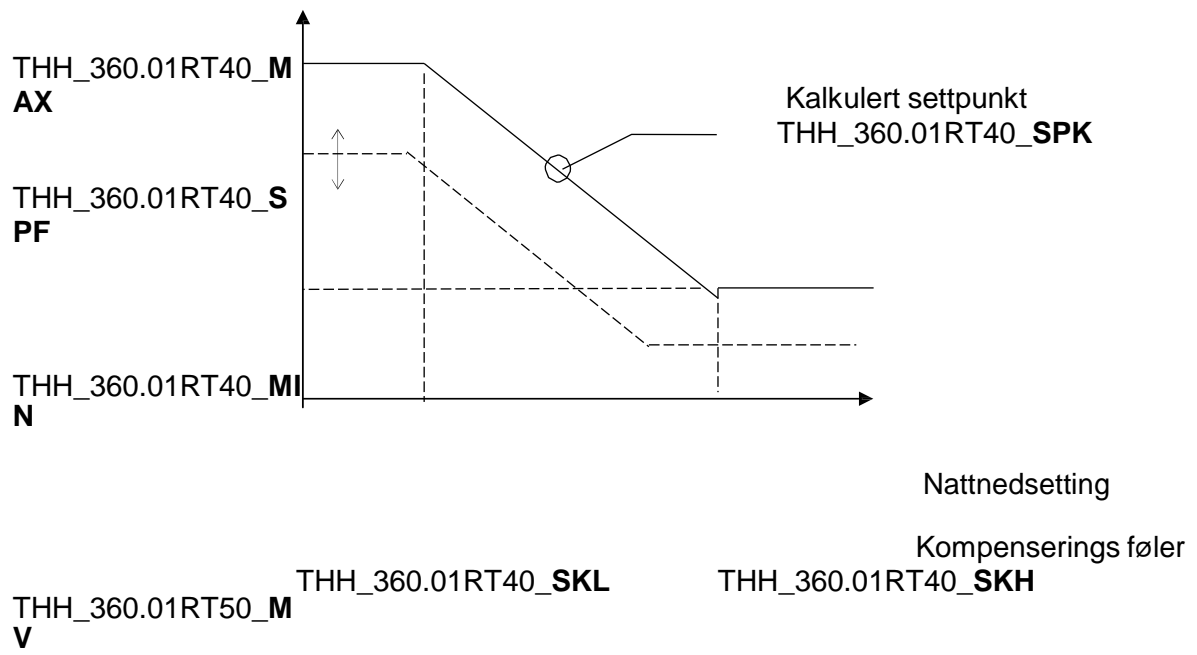 THH_360.01RT40_M
AX
Kalkulert settpunkt
THH_360.01RT40_SPK
THH_360.01RT40_S
PF
THH_360.01RT40_MI
N
Nattnedsetting
Kompenserings føler
THH_360.01RT40_SKL
THH_360.01RT40_SKH
THH_360.01RT50_M
V